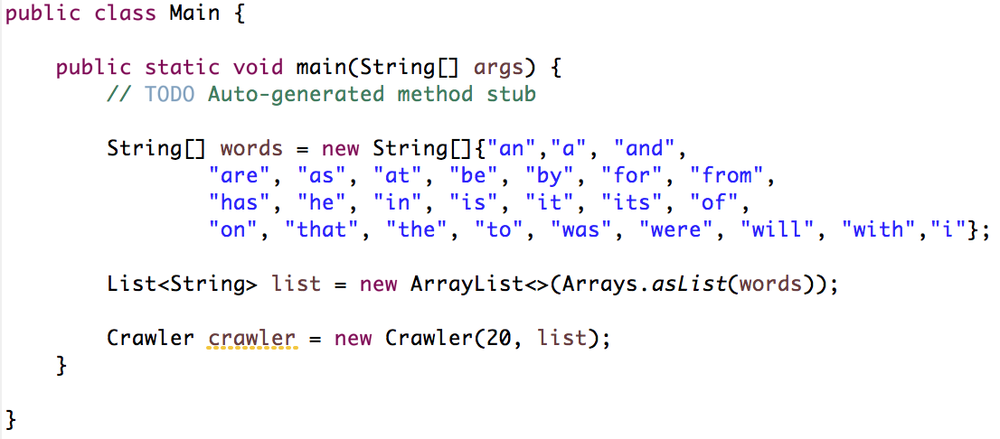 public class Main {
public static void main(String[] args) {
// TODO Auto-generated method stub
String[] words = new String[]{"an","a", "and",
"are", "as", "at", "be", "by", "for", "from",
"has", "he", "in", "is", "it", "its", "of",
"on", "that", "the", "to", "was", "were", "will", "with","i"};
List<String> list = new ArrayList<>(Arrays.asList(words));
Crawler crawler = new Crawler(20, list);
}
}